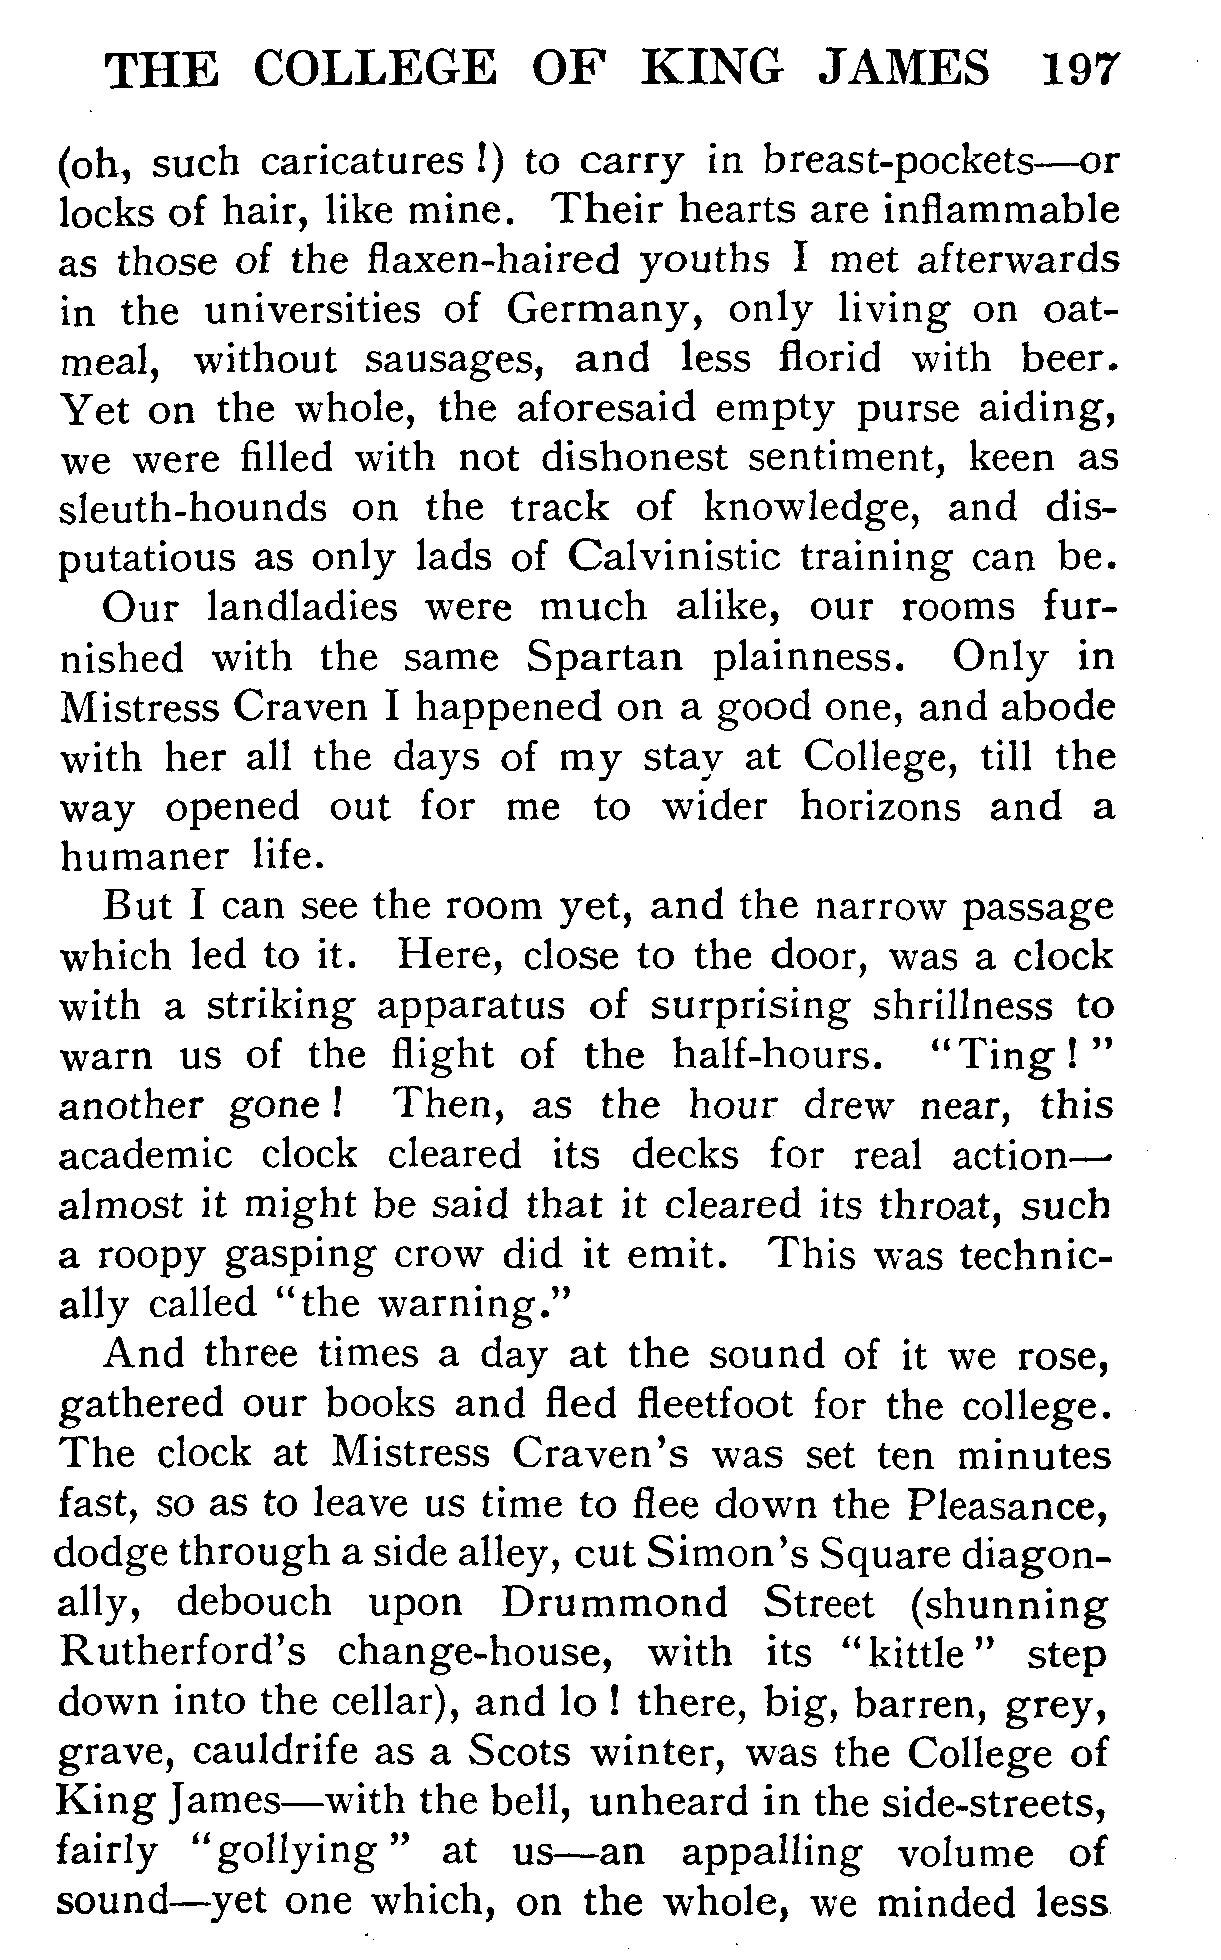 THE COLLEGE OF KING JAMES 197
(oh, such caricatures !) to carry in breast-pockets—or
locks of hair, like mine. Their hearts are inflammable
as those of the flaxen-haired youths I met afterwards
in the universities of Germany, only living on oat-
meal, without sausages, and less florid with beer.
Yet on the whole, the aforesaid empty purse aiding,
we were filled with not dishonest sentiment, keen as
sleuth-hounds on the track of knowledge, and dis-
putatious as only lads of Calvinistic training can be.
Our landladies were much alike, our rooms fur-
nished with the same Spartan plainness. Only in
Mistress Craven I happened on a good one, and abode
with her all the days of my stay at College, till the
way opened out for me to wider horizons and a
humaner life.
But I can see the room yet, and the narrow passage
which led to it. Here, close to the door, was a clock
with a striking apparatus of surprising shrillness to
warn us of the flight of the half-hours. “Ting ! ”
another gone ! Then, as the hour drew near, this
academic clock cleared its decks for real action—
almost it might be said that it cleared its throat, such
a roopy gasping crow did it emit. This was technic-
ally called “the warning.”
And three times a day at the sound of it we rose,
gathered our books and fled fleetfoot for the college.
The clock at Mistress Craven’s was set ten minutes
fast, so as to leave us time to flee down the Pleasance,
dodge through a side alley, cut Simon’s Square diagon-
ally, debouch upon Drummond Street (shunning
Rutherford’s change-house, with its “kittle” step
down into the cellar), and lo ! there, big, barren, grey,
grave, cauldrife as a Scots winter, was the College of
King James—with the bell, unheard in the side-streets,
fairly “gollying” at us—an appalling volume of
sound—yet one which, on the whole, we minded less